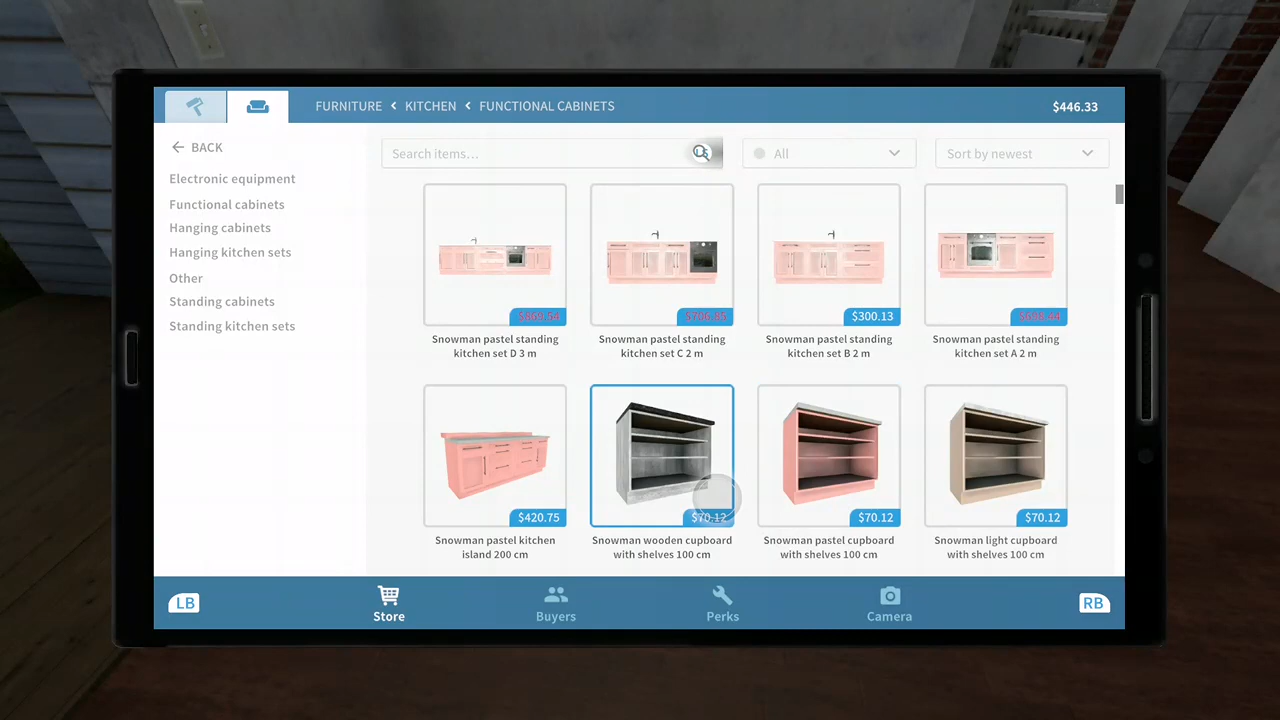 FURNITURE < KITCHEN < FUNCTIONAL CABINETS
$446.33
BACK
Electronic equipment
Functional cabinets
Hanging cabinets
Hanging kitchen sets
Other
Standing cabinets
Standing kitchen sets
Search items...
All
Sort by newest
$300.13
Snowman pastel standing
kitchen set D 3 m
Snowman pastel standing
kitchen set C 2 m
Snowman pastel standing
kitchen set B 2 m
Snowman pastel standing
kitchen set A 2 m
$420.75
$70.12
$70.12
$70.12
Snowman pastel kitchen
island 200 cm
Snowman wooden cupboard
with shelves 100 cm
Snowman pastel cupboard
with shelves 100 cm
Snowman light cupboard
with shelves 100 cm
LB
Store
Buyers
Perks
Camera
RB